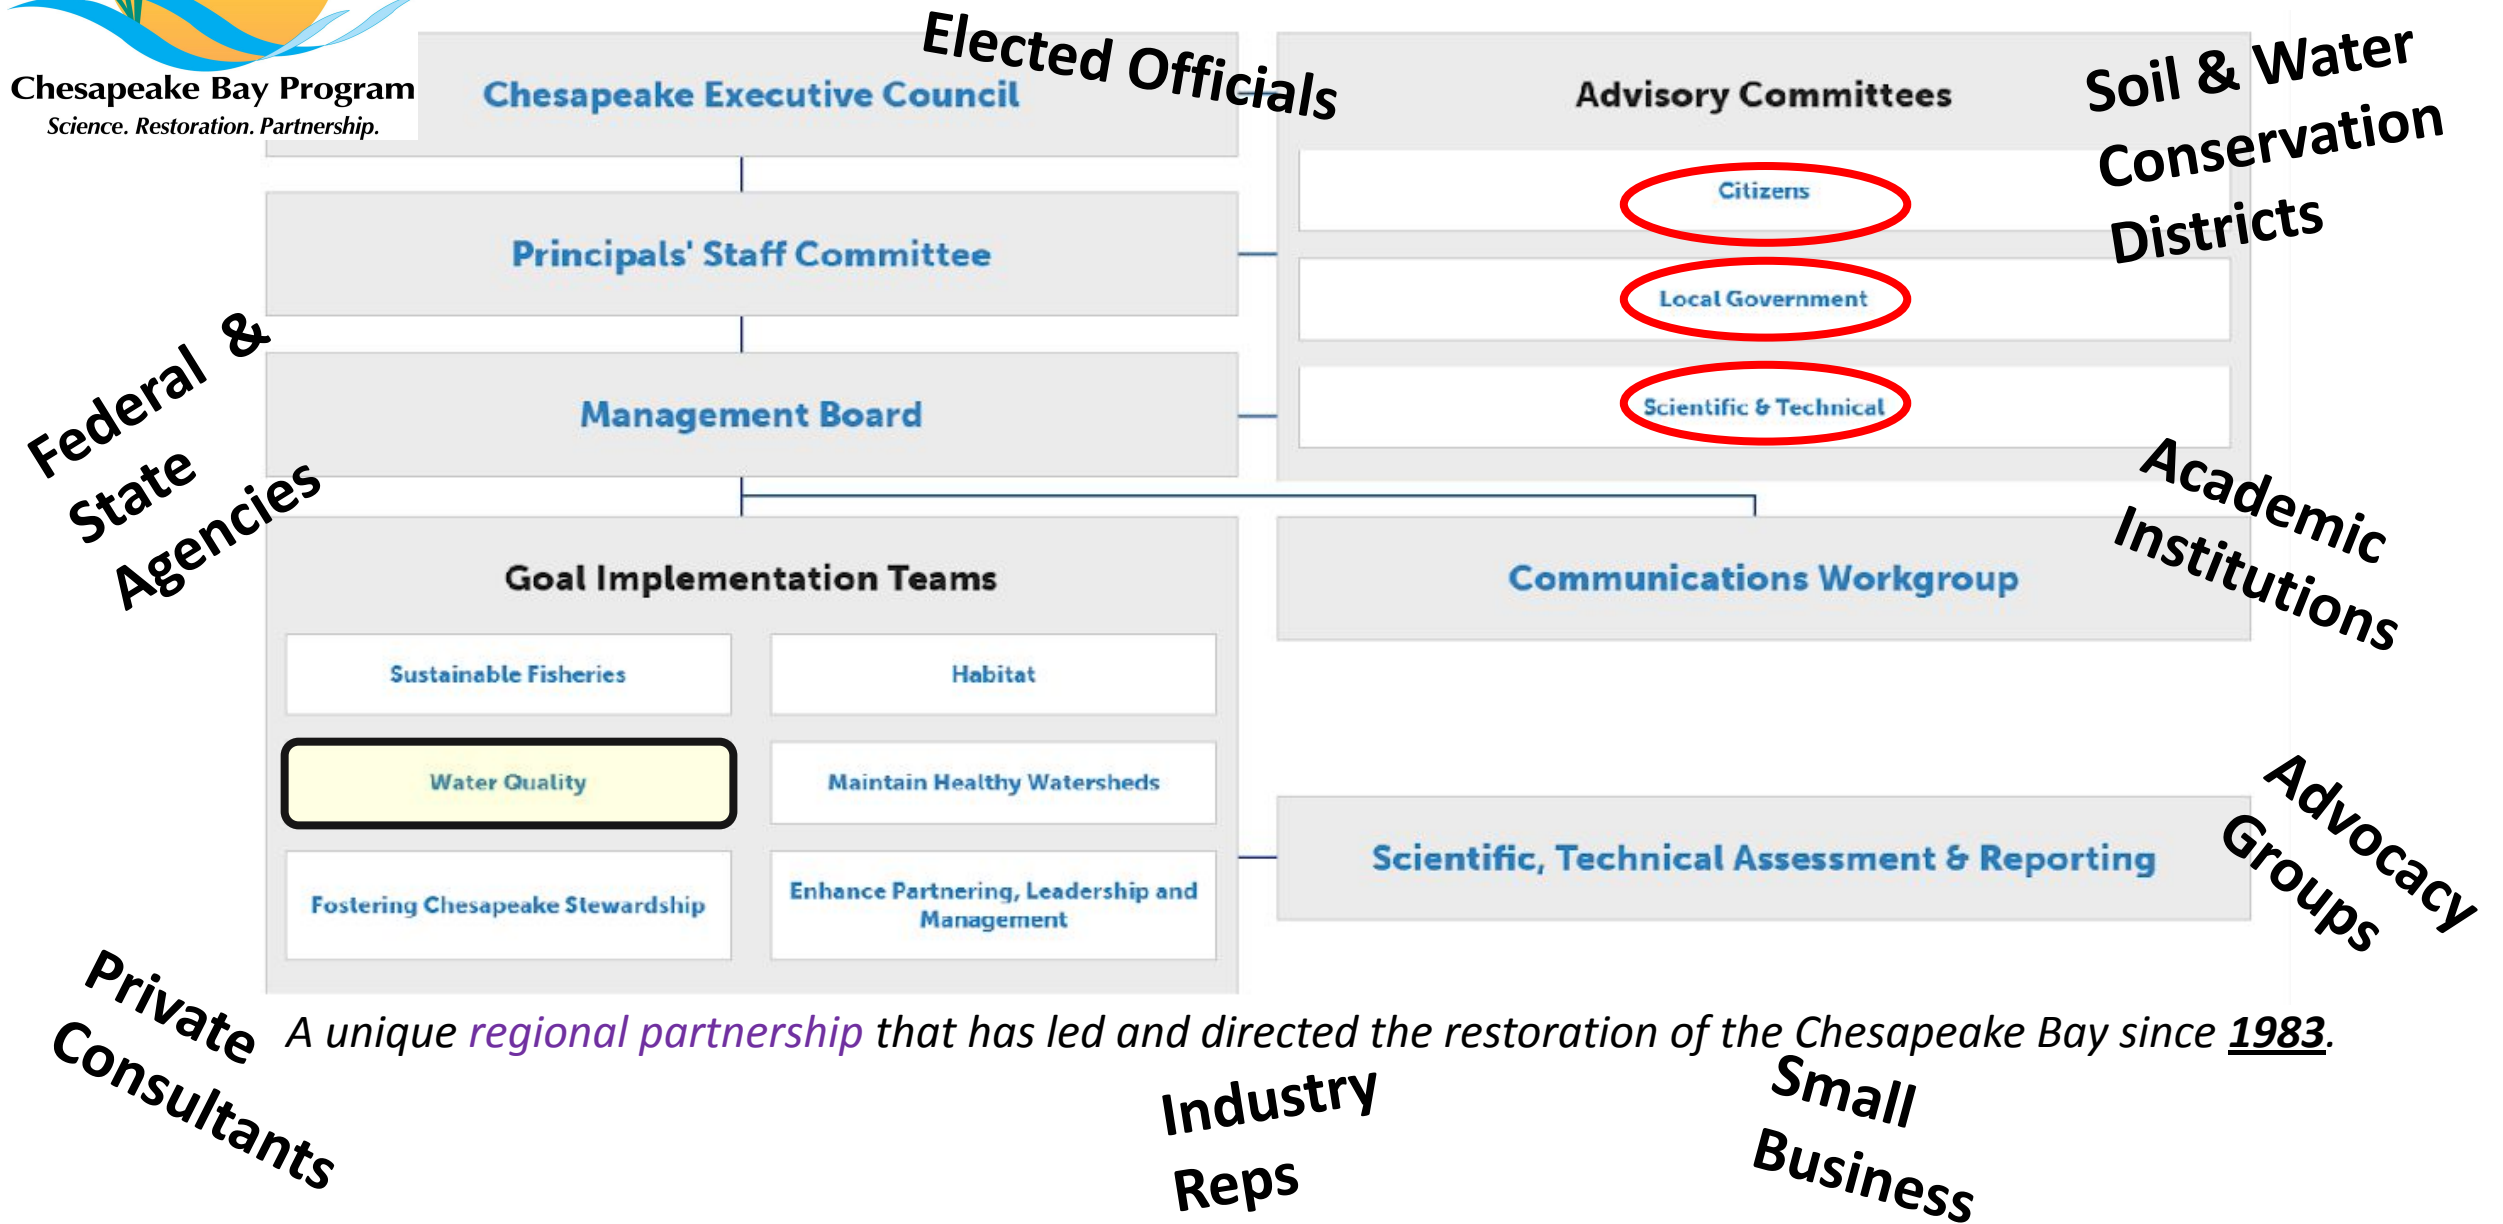 Chesapeake Bay Program
Science. Restoration. Partnership.
Elected Officials
Chesapeake Executive Council
Advisory Committees
Soil & Water
Conservation
Districts
Citizens
Principals' Staff Committee
Local Government
Federal &
State
Agencies
Management Board
Scientific & Technical
Academic
Institutions
Goal Implementation Teams
Communications Workgroup
Sustainable Fisheries
Habitat
Water Quality
Maintain Healthy Watersheds
Advocacy
Groups
Scientific, Technical Assessment & Reporting
Fostering Chesapeake Stewardship
Enhance Partnering, Leadership and
Management
Private
Consultants
A unique regional partnership that has led and directed the restoration of the Chesapeake Bay since 1983.
Industry
Reps
Small
Business